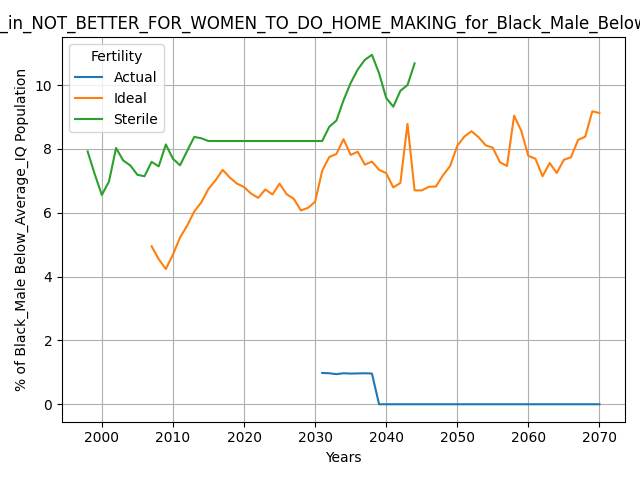 _in_NOT_BETTER_FOR_WOMEN_TO_DO_HOME_MAKING_for_Black_Male_Below
Fertility
Actual
Ideal
Sterile
% of Black_Male Below_Average_IQ Population
10
8
6
4
2
0
2000 2010 2020 2030 2040 2050 2060 2070
Years